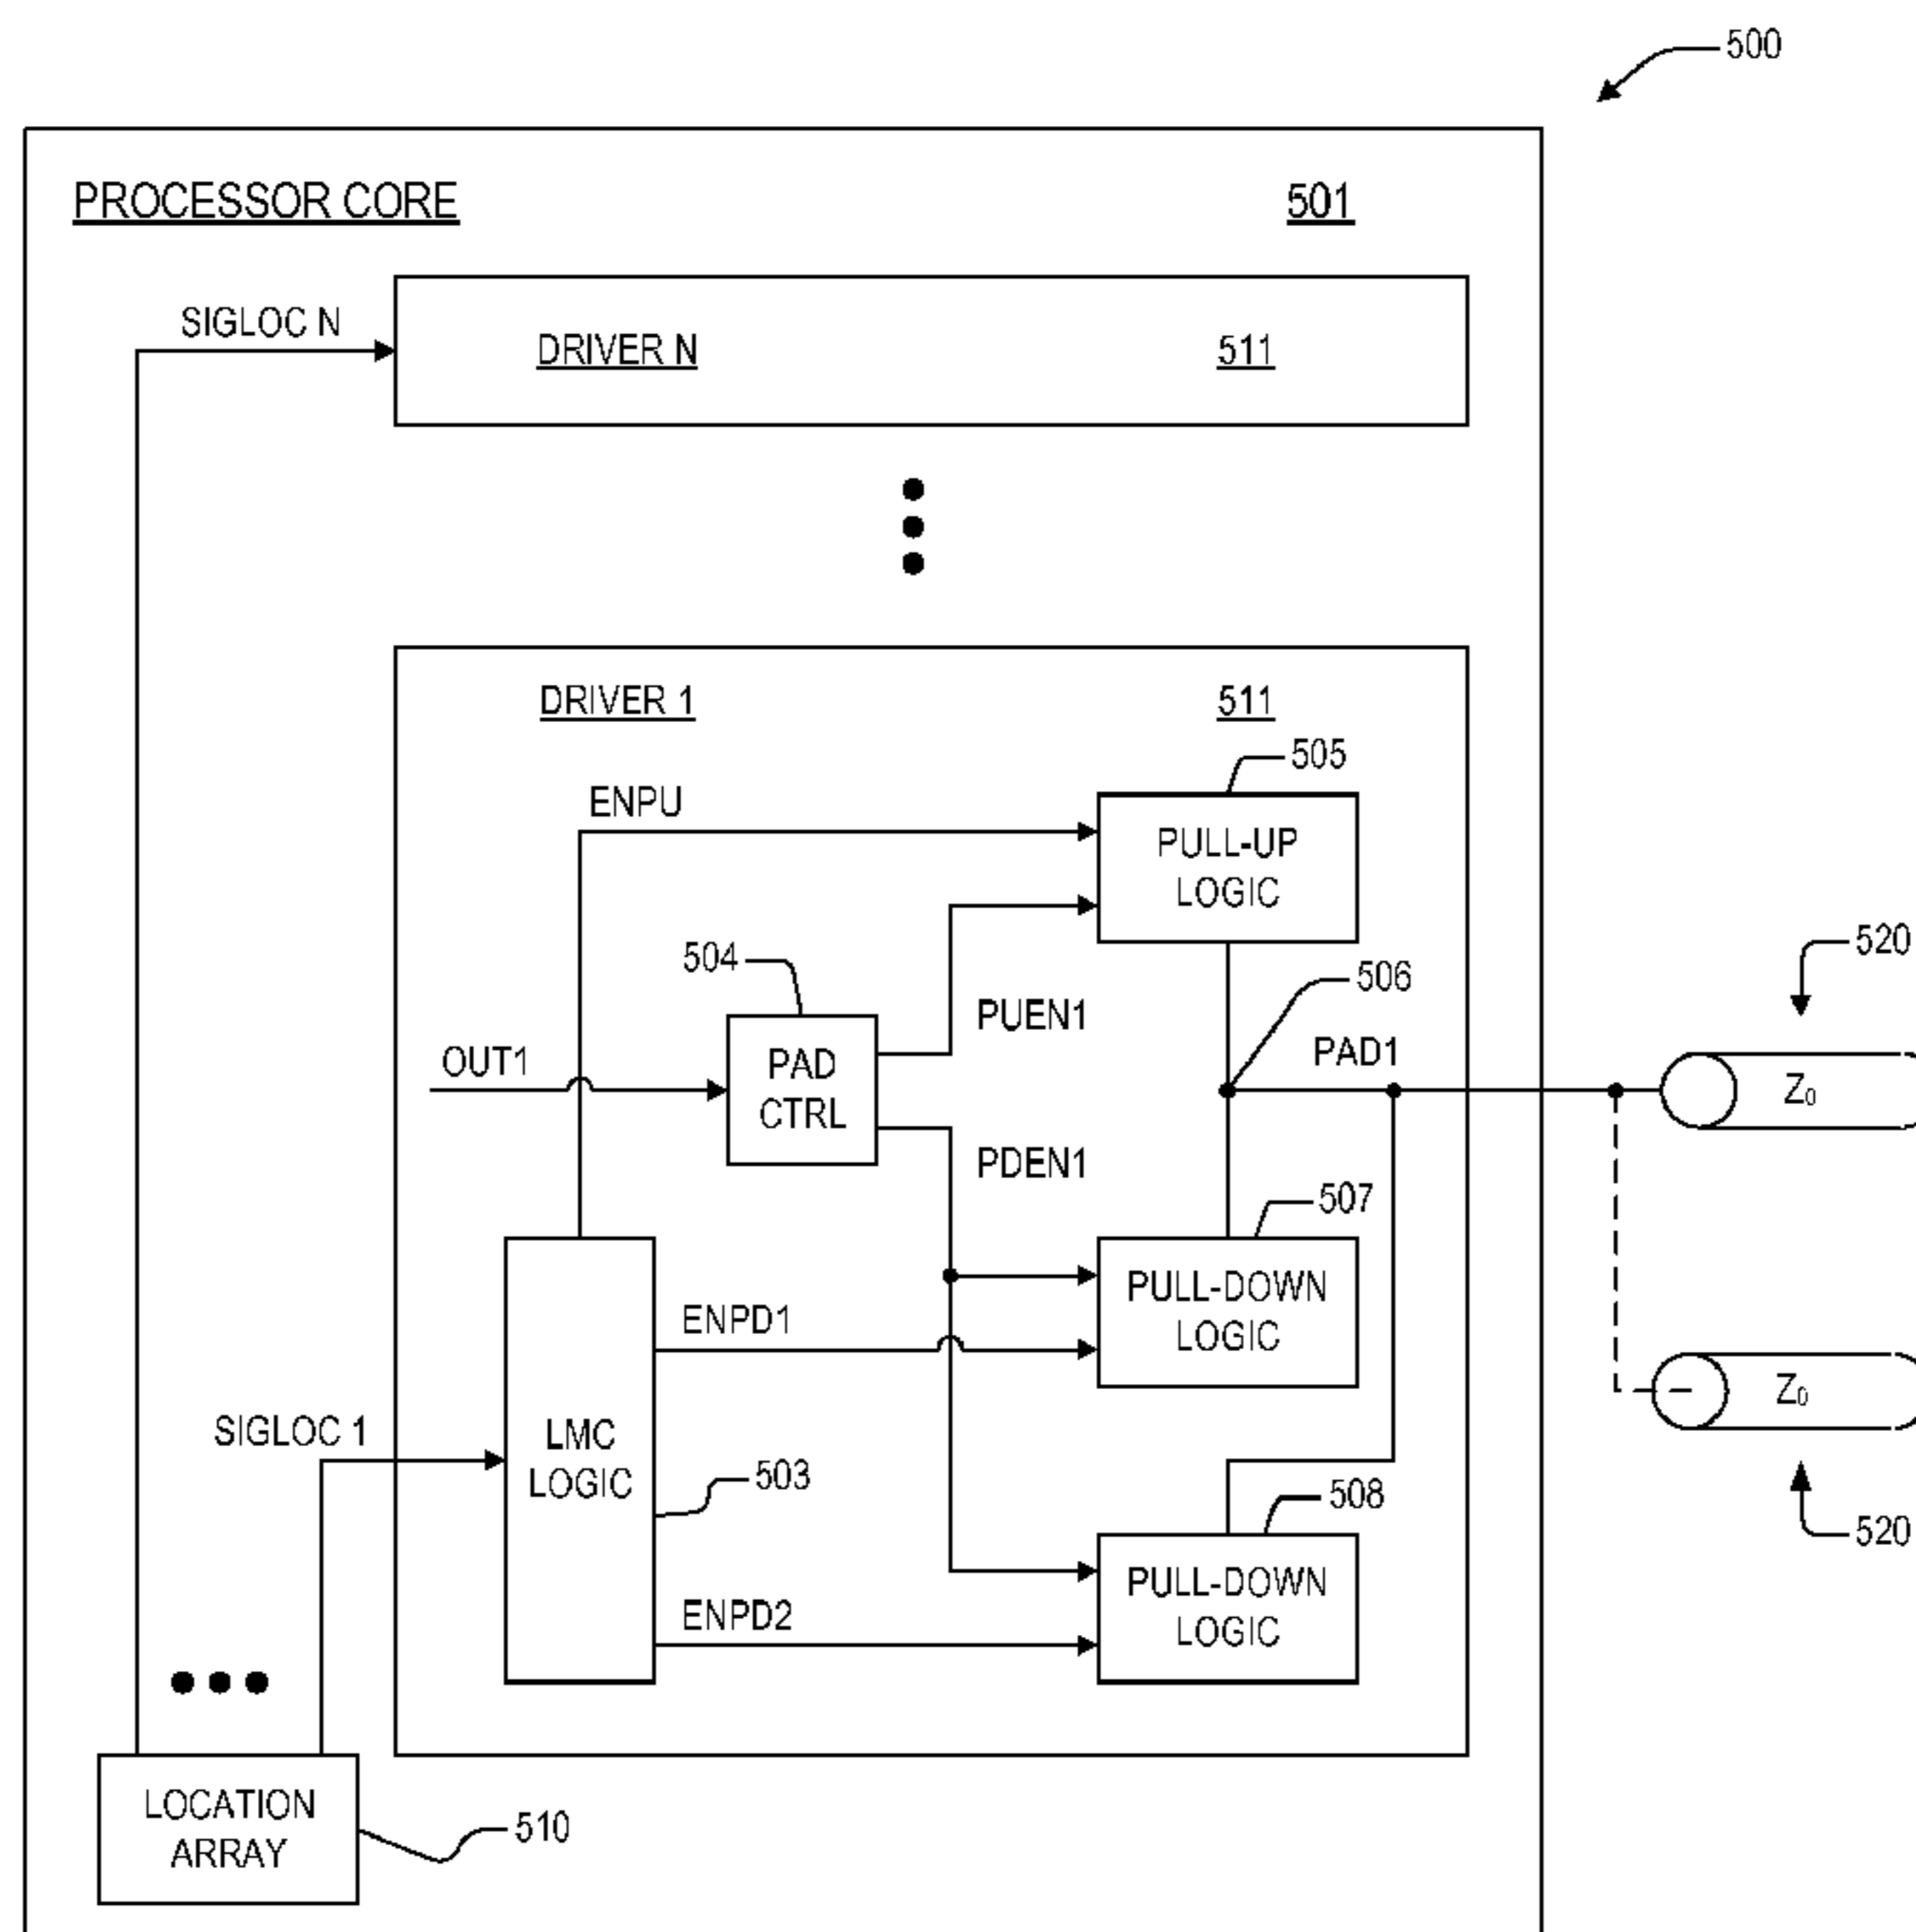 500
PROCESSOR CORE 501
SIGLOC N
DRIVER N 511
DRIVER 1 511
505
ENPU
PULL-UP
LOGIC
504
506
520
PUEN1
OUT1
PAD
CTRL
PAD1
Z₀
PDEN1
507
PULL-DOWN
LOGIC
ENPD1
Z₀
SIGLOC 1
LMC
LOGIC
503
508
520
PULL-DOWN
LOGIC
ENPD2
LOCATION
ARRAY
510